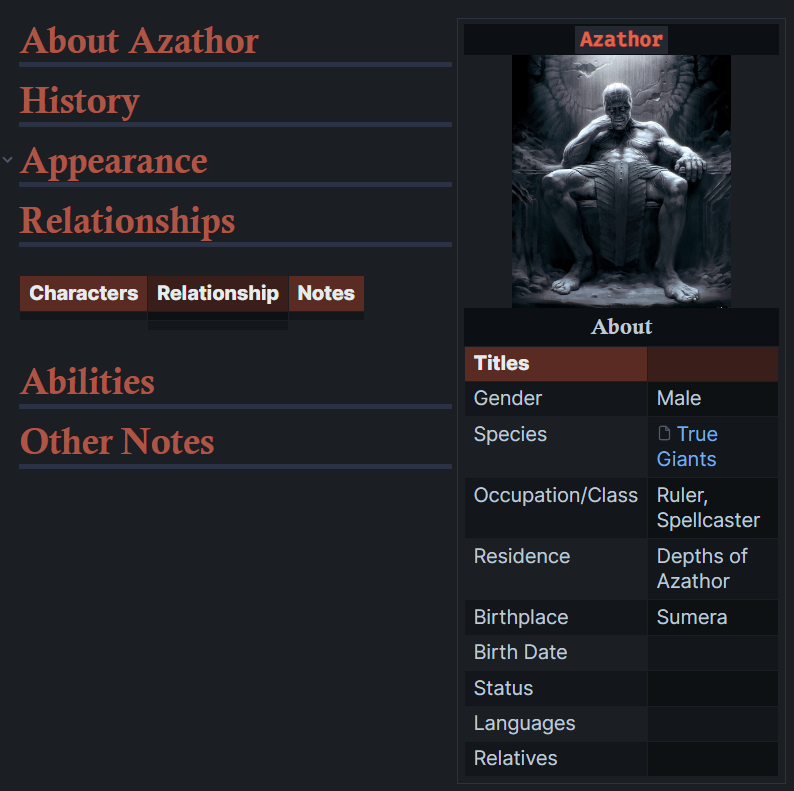 About Azathor
History
Appearance
Relationships
Characters Relationship Notes
Abilities
Other Notes
Azathor
About
Titles
Gender Male
Species True
Giants
Occupation/Class Ruler,
Spellcaster
Residence Depths of
Azathor
Birthplace Sumera
Birth Date
Status
Languages
Relatives